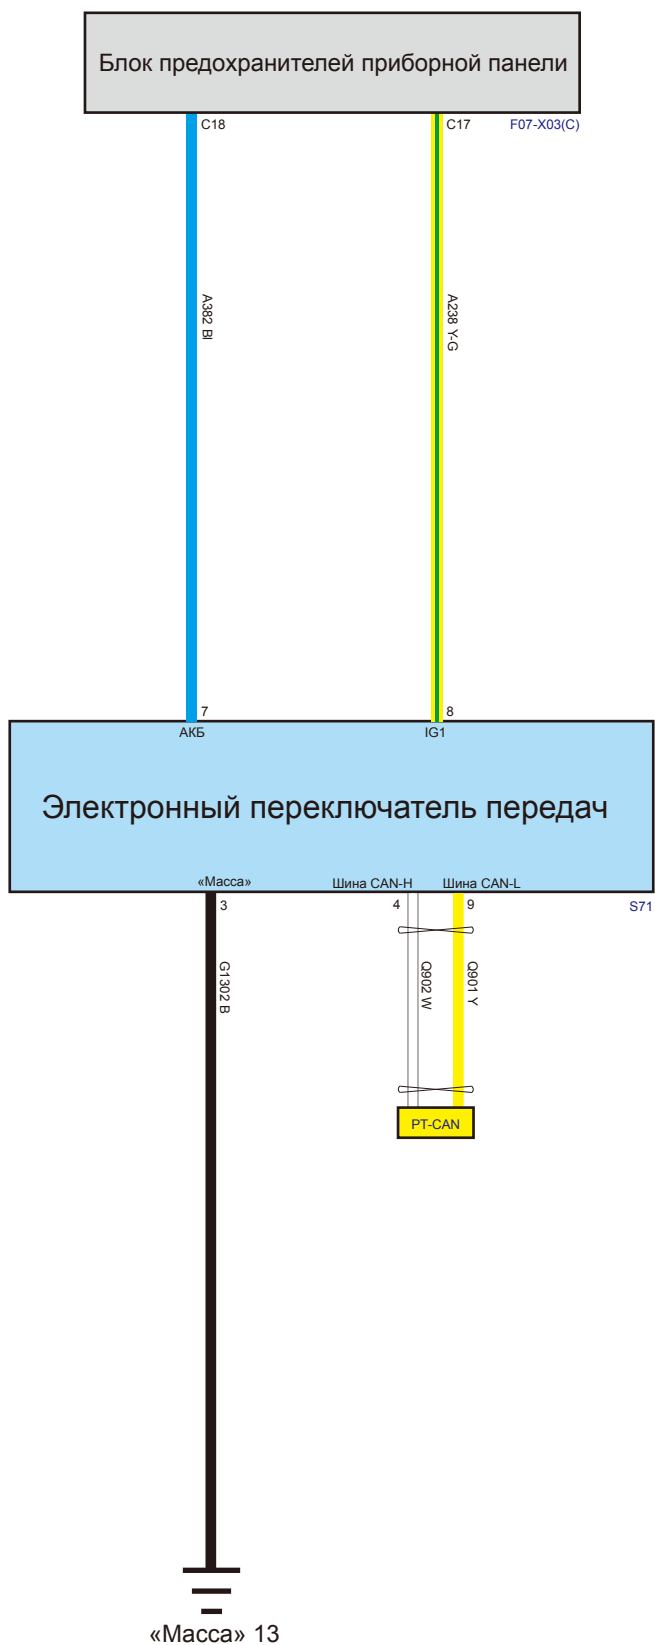 Блок предохранителей приборной панели
C18
C17
F07-X03(C)
A382 Bl
A238 Y-G
7
8
АКБ
IG1
Электронный переключатель передач
«Масса»
Шина CAN-H
Шина CAN-L
3
4
9
S71
G1302 B
Q902 W
Q901 Y
PT-CAN
«Масса» 13